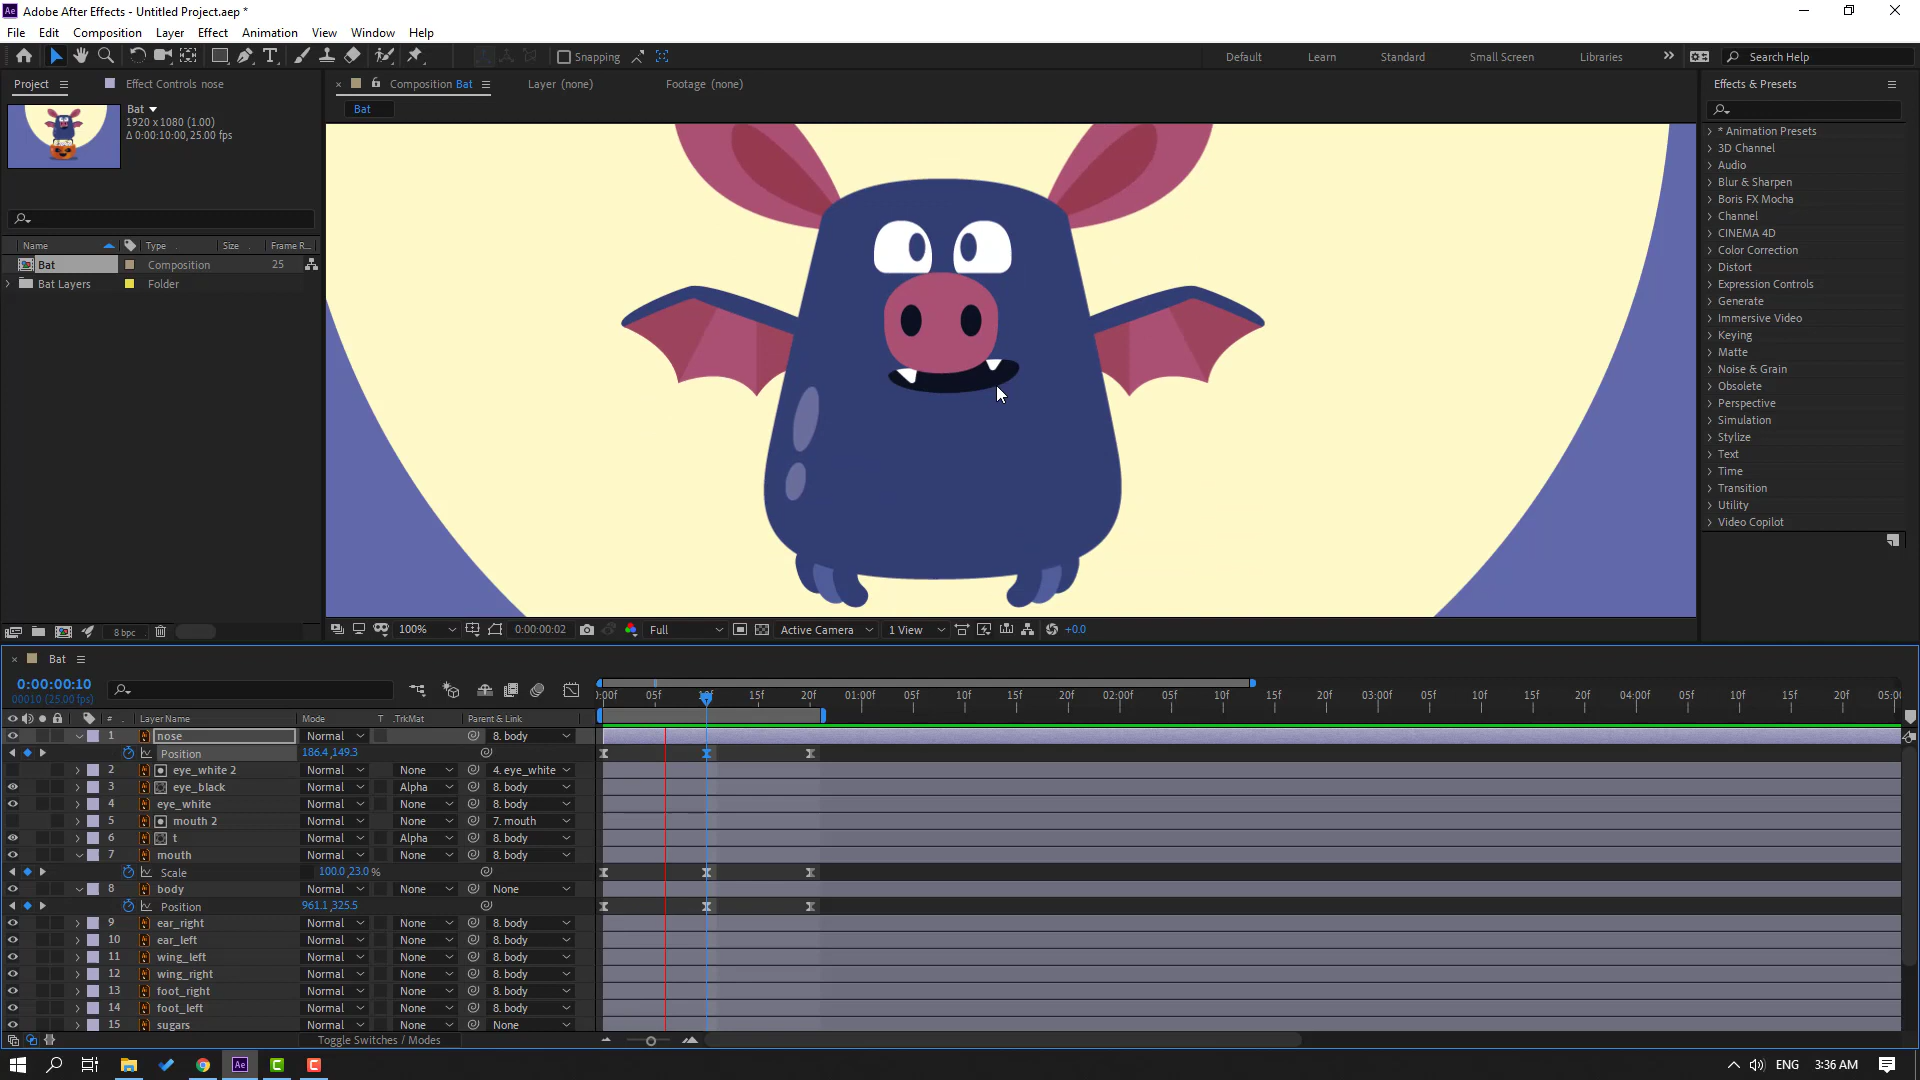 Adobe After Effects - Untitled Project.aep *
File Edit Composition Layer Effect Animation View Window Help
Snapping Default Learn Standard Small Screen Libraries » Search Help
Project Effect Controls nose
Bat
1920 x 1080 (1.00)
Δ 0:00:10:00, 25.00 fps
Name Type Size Frame R...
Bat Composition 25
Bat Layers Folder
8 bpc
Composition Bat Layer (none) Footage (none)
Bat
100% 0:00:00:02 Full Active Camera 1 View +0.0
Effects & Presets
* Animation Presets
3D Channel
Audio
Blur & Sharpen
Boris FX Mocha
Channel
CINEMA 4D
Color Correction
Distort
Expression Controls
Generate
Immersive Video
Keying
Matte
Noise & Grain
Obsolete
Perspective
Simulation
Stylize
Text
Time
Transition
Utility
Video Copilot
Bat
0:00:00:10
00010 (25.00 fps)
:00f 05f 10f 15f 20f 01:00f 05f 10f 15f 20f 02:00f 05f 10f 15f 20f 03:00f 05f 10f 15f 20f 04:00f 05f 10f 15f 20f 05:00
# Layer Name Mode T .TrkMat Parent & Link
1 nose Normal 8. body
Position 186.4,149.3
2 eye_white 2 Normal None 4. eye_white
3 eye_black Normal Alpha 8. body
4 eye_white Normal None 8. body
5 mouth 2 Normal None 7. mouth
6 t Normal Alpha 8. body
7 mouth Normal None 8. body
Scale 100.0,23.0 %
8 body Normal None None
Position 961.1,325.5
9 ear_right Normal None 8. body
10 ear_left Normal None 8. body
11 wing_left Normal None 8. body
12 wing_right Normal None 8. body
13 foot_right Normal None 8. body
14 foot_left Normal None 8. body
15 sugars Normal None None
Toggle Switches / Modes
Ae ENG 3:36 AM